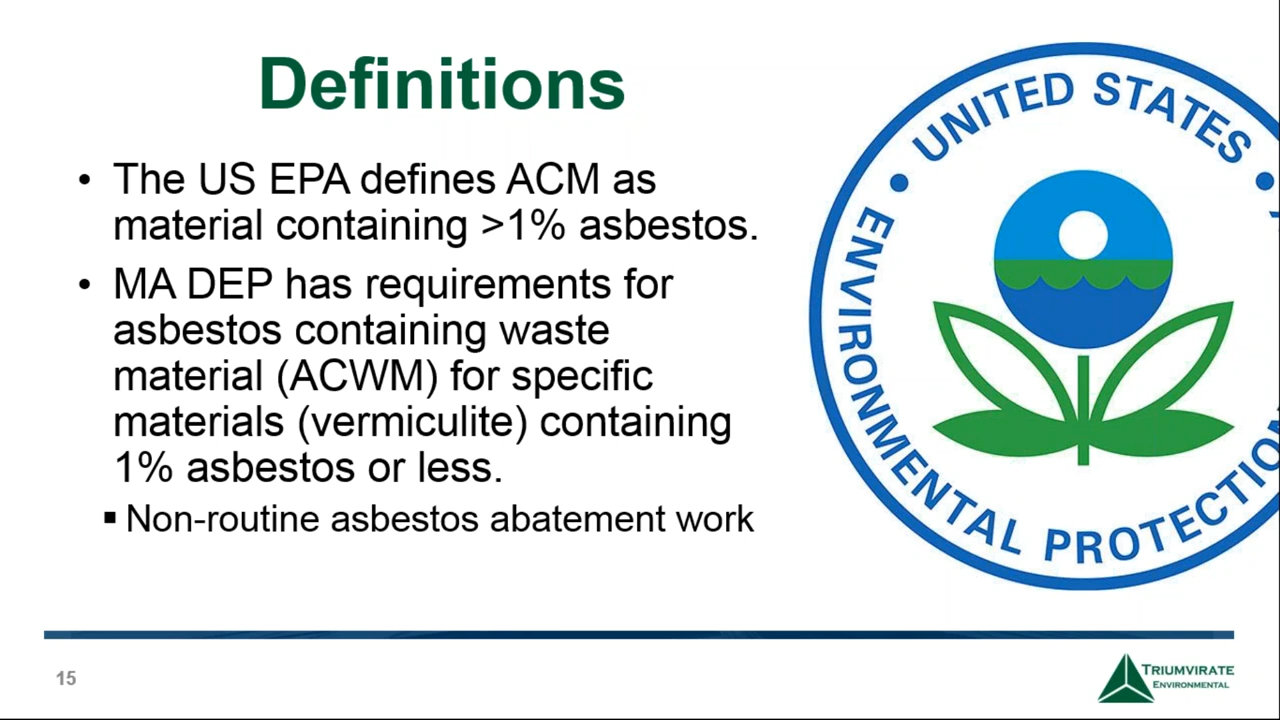 Definitions
• The US EPA defines ACM as
material containing >1% asbestos.
• MA DEP has requirements for
asbestos containing waste
material (ACWM) for specific
materials (vermiculite) containing
1% asbestos or less.
▪ Non-routine asbestos abatement work
• UNITED STATES •
ENVIRONMENTAL PROTECTION
15
TRIUMVIRATE
ENVIRONMENTAL